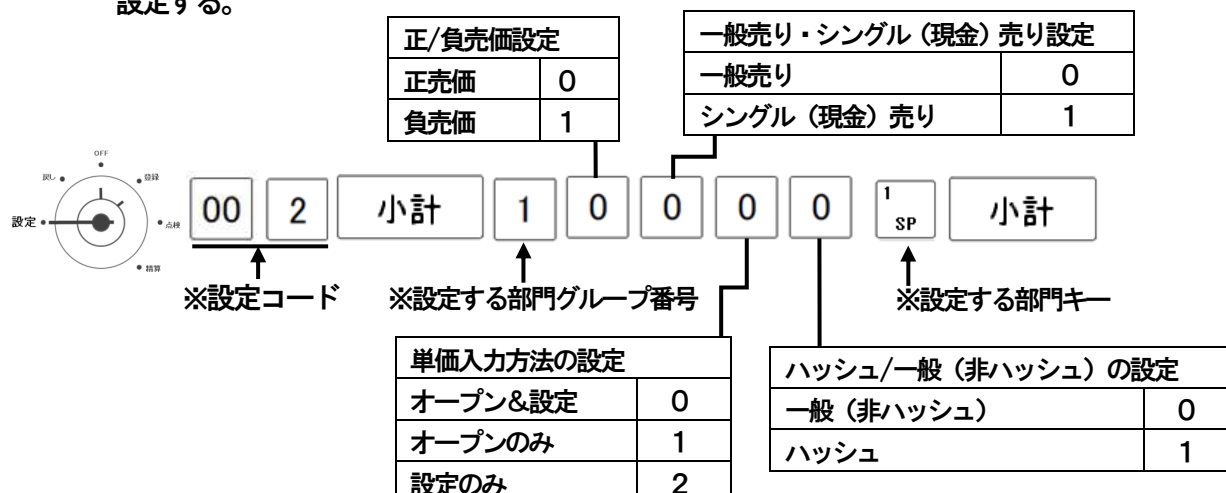 設定する。
正/負売価設定
正売価 0
負売価 1
一般売り・シングル（現金）売り設定
一般売り 0
シングル（現金）売り 1
OFF
戻し
登録
設定
点検
精算
00 2 小計 1 0 0 0 0 1 SP 小計
※設定コード ※設定する部門グループ番号 ※設定する部門キー
単価入力方法の設定
オープン&設定 0
オープンのみ 1
設定のみ 2
ハッシュ/一般（非ハッシュ）の設定
一般（非ハッシュ） 0
ハッシュ 1